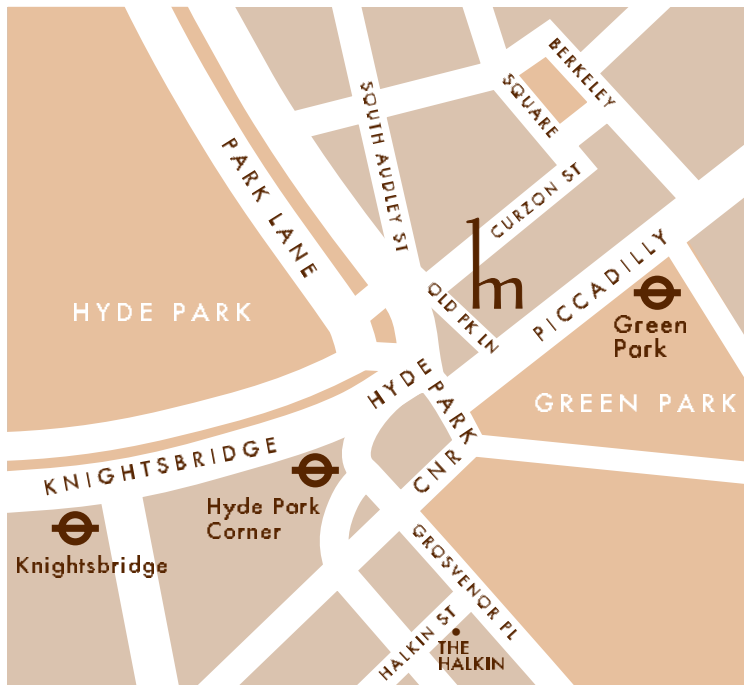 BERKELEY
SQUARE
SOUTH AUDLEY ST
PARK LANE
CURZON ST
hm
OLD PK LN
PICCADILLY
HYDE PARK
Green
Park
HYDE
PARK
CNR
GREEN PARK
KNIGHTSBRIDGE
Hyde Park
Corner
Knightsbridge
GROSVENOR PL
HALKIN ST
THE
HALKIN